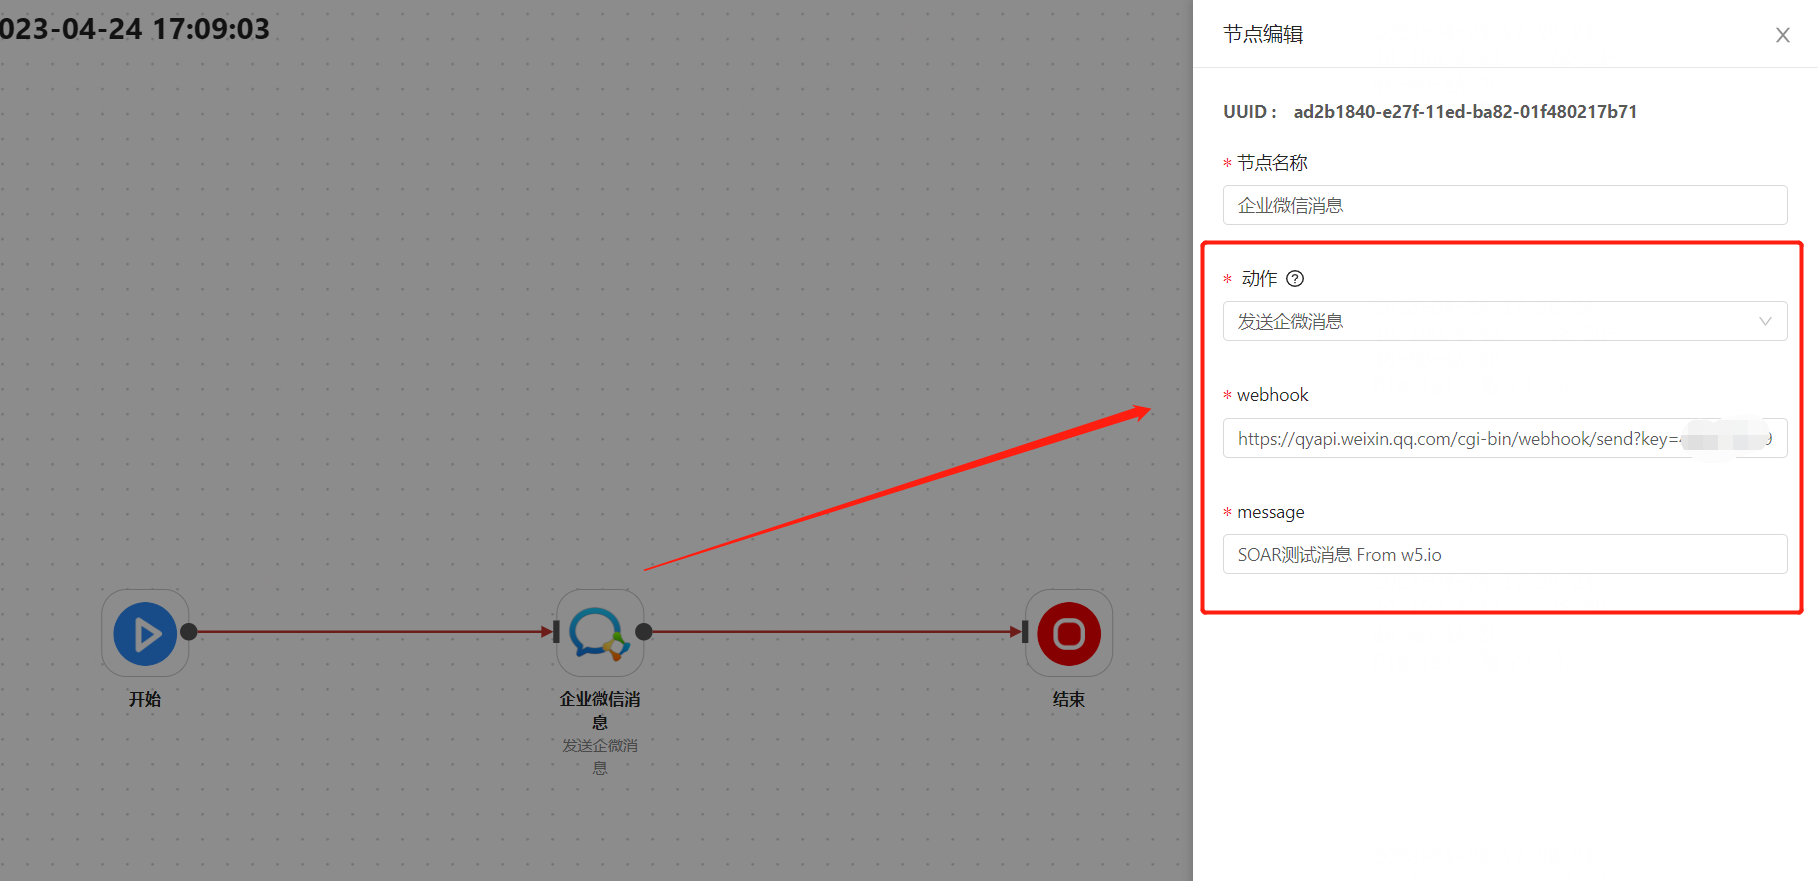 023-04-24 17:09:03
节点编辑
UUID： ad2b1840-e27f-11ed-ba82-01f480217b71
* 节点名称
企业微信消息
* 动作
发送企微消息
* webhook
https://qyapi.weixin.qq.com/cgi-bin/webhook/send?key=
* message
SOAR测试消息 From w5.io
开始
企业微信消
息
发送企微消
息
结束